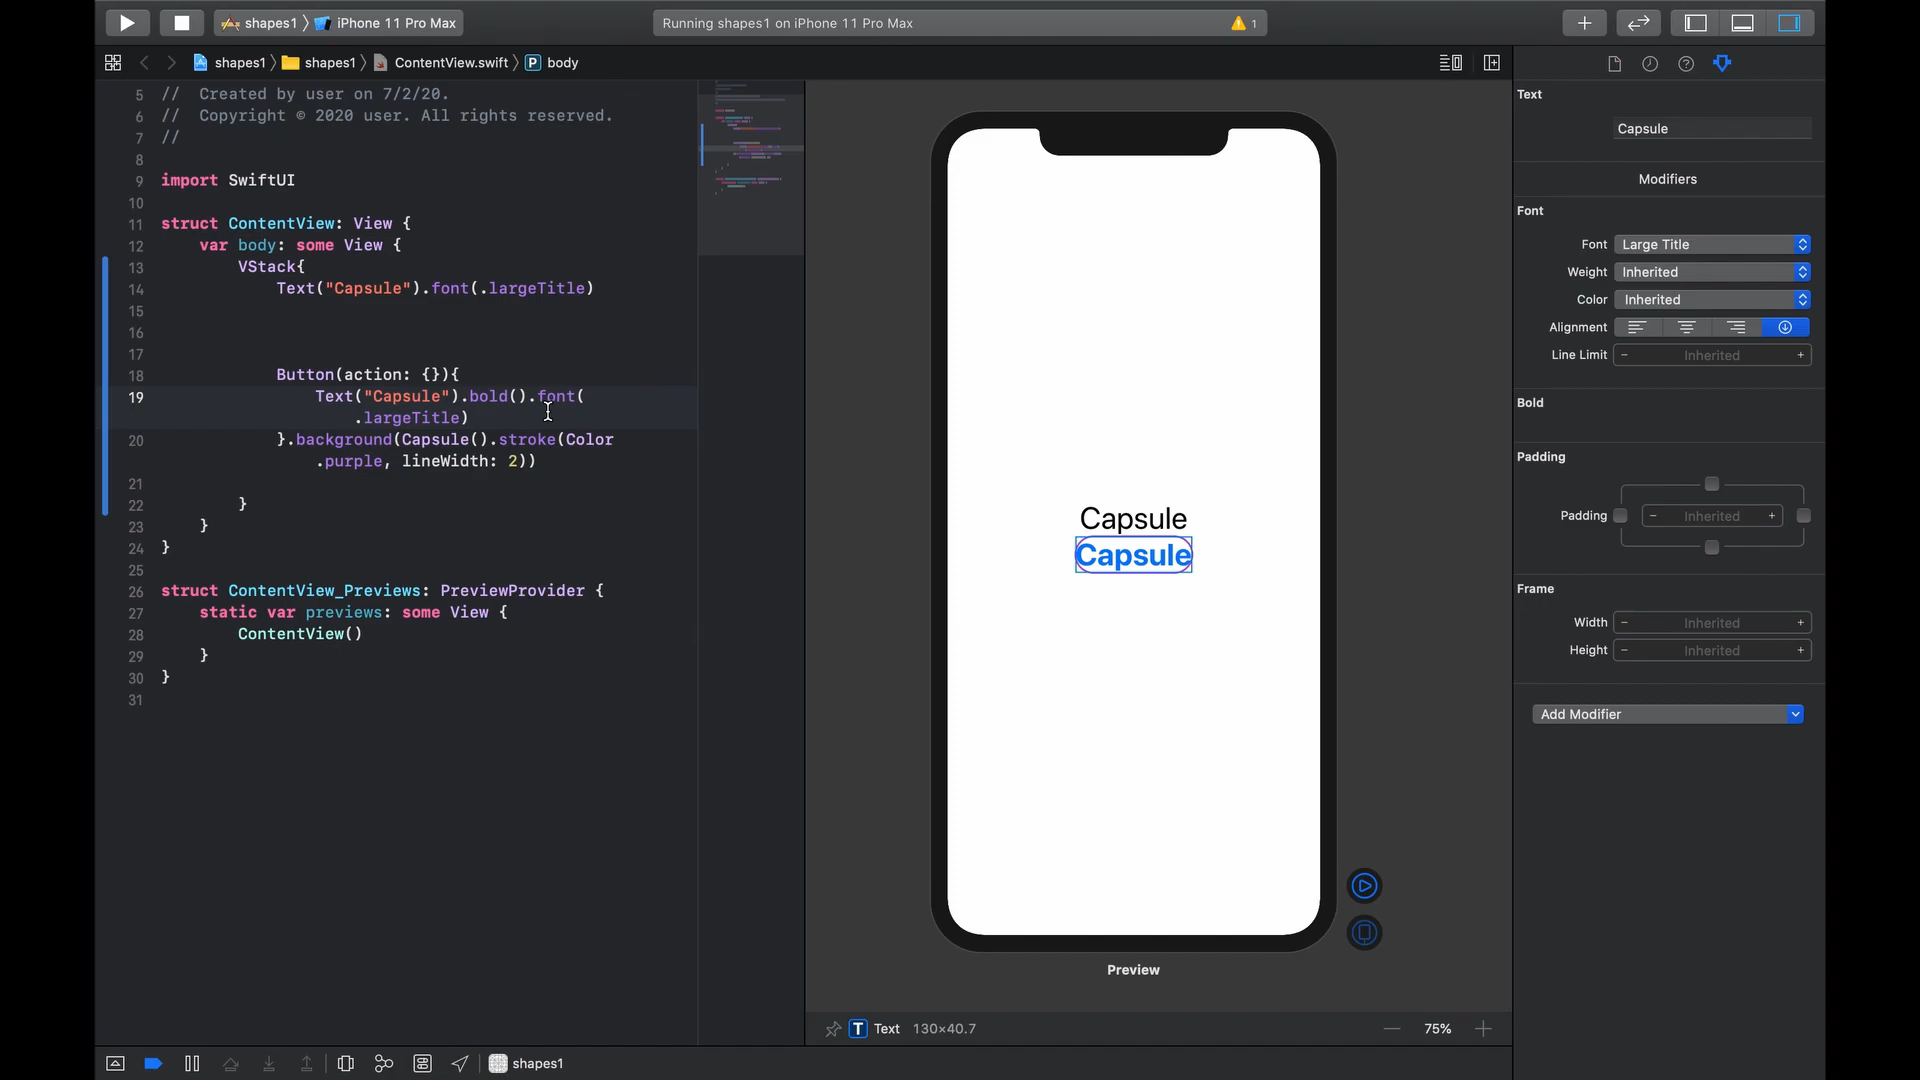 shapes1 〉 iPhone 11 Pro Max
Running shapes1 on iPhone 11 Pro Max
1
shapes1 〉 shapes1 〉 ContentView.swift 〉 P body
5 //  Created by user on 7/2/20.
6 //  Copyright © 2020 user. All rights reserved.
7 //
8
9 import SwiftUI
10
11 struct ContentView: View {
12     var body: some View {
13         VStack{
14             Text("Capsule").font(.largeTitle)
15
16
17
18             Button(action: {}){
19                 Text("Capsule").bold().font(
.largeTitle)
20             }.background(Capsule().stroke(Color
.purple, lineWidth: 2))
21
22         }
23     }
24 }
25
26 struct ContentView_Previews: PreviewProvider {
27     static var previews: some View {
28         ContentView()
29     }
30 }
31
Capsule
Capsule
Preview
T Text 130×40.7
75%
Text
Capsule
Modifiers
Font
Font Large Title
Weight Inherited
Color Inherited
Alignment
Line Limit − Inherited +
Bold
Padding
Padding − Inherited +
Frame
Width − Inherited +
Height − Inherited +
Add Modifier
shapes1